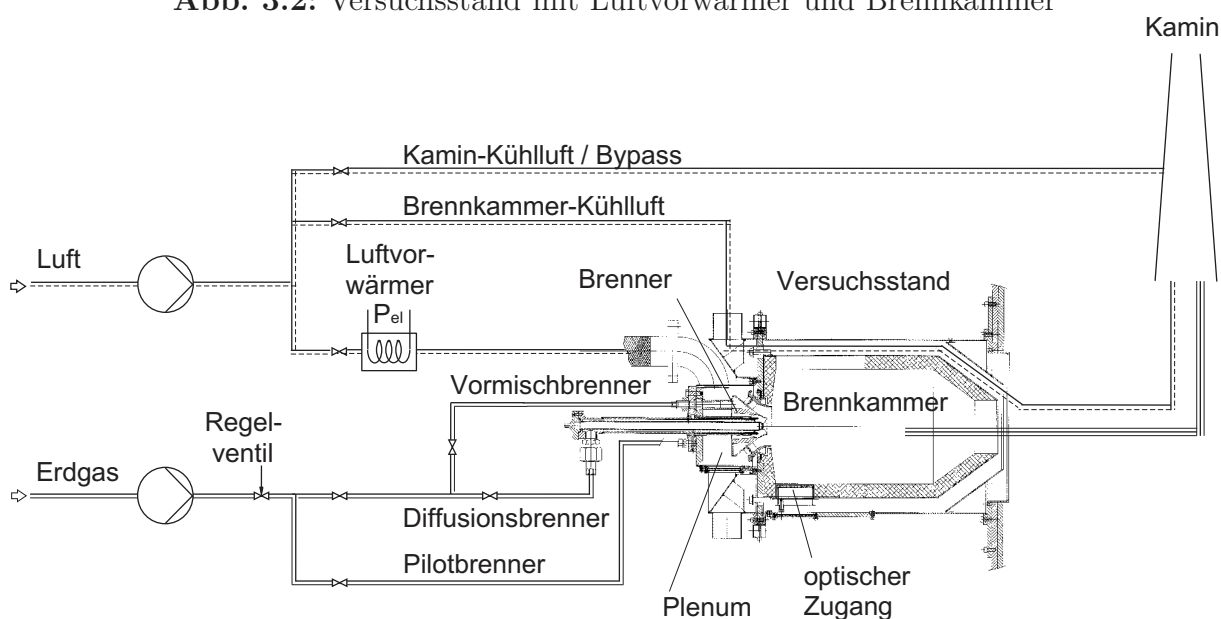 Abb. 3.2: Versuchsstand mit Luftvorwärmer und Brennkammer
Kamin
Kamin-Kühlluft / Bypass
Brennkammer-Kühlluft
Luft
Luftvor-
wärmer
Pel
Brenner
Versuchsstand
Vormischbrenner
Brennkammer
Regel-
ventil
Erdgas
Diffusionsbrenner
Pilotbrenner
optischer
Zugang
Plenum